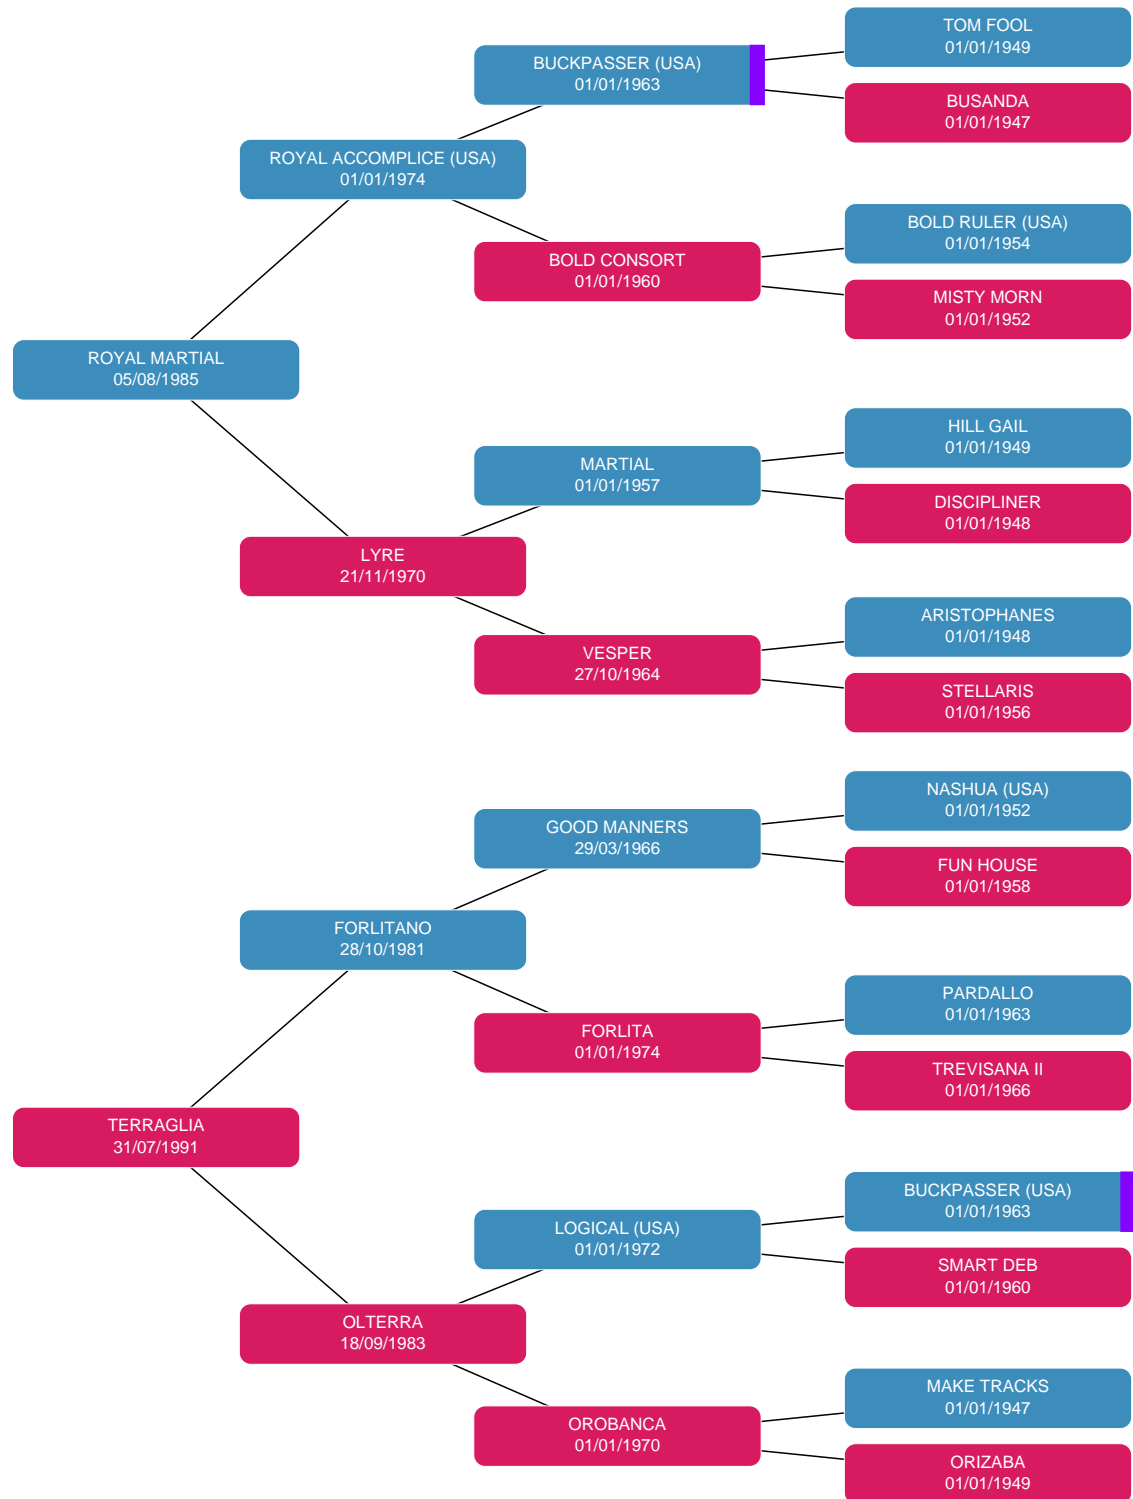 TOM FOOL
01/01/1949
BUCKPASSER (USA)
01/01/1963
BUSANDA
01/01/1947
ROYAL ACCOMPLICE (USA)
01/01/1974
BOLD RULER (USA)
01/01/1954
BOLD CONSORT
01/01/1960
MISTY MORN
01/01/1952
ROYAL MARTIAL
05/08/1985
HILL GAIL
01/01/1949
MARTIAL
01/01/1957
DISCIPLINER
01/01/1948
LYRE
21/11/1970
ARISTOPHANES
01/01/1948
VESPER
27/10/1964
STELLARIS
01/01/1956
NASHUA (USA)
01/01/1952
GOOD MANNERS
29/03/1966
FUN HOUSE
01/01/1958
FORLITANO
28/10/1981
PARDALLO
01/01/1963
FORLITA
01/01/1974
TREVISANA II
01/01/1966
TERRAGLIA
31/07/1991
BUCKPASSER (USA)
01/01/1963
LOGICAL (USA)
01/01/1972
SMART DEB
01/01/1960
OLTERRA
18/09/1983
MAKE TRACKS
01/01/1947
OROBANCA
01/01/1970
ORIZABA
01/01/1949